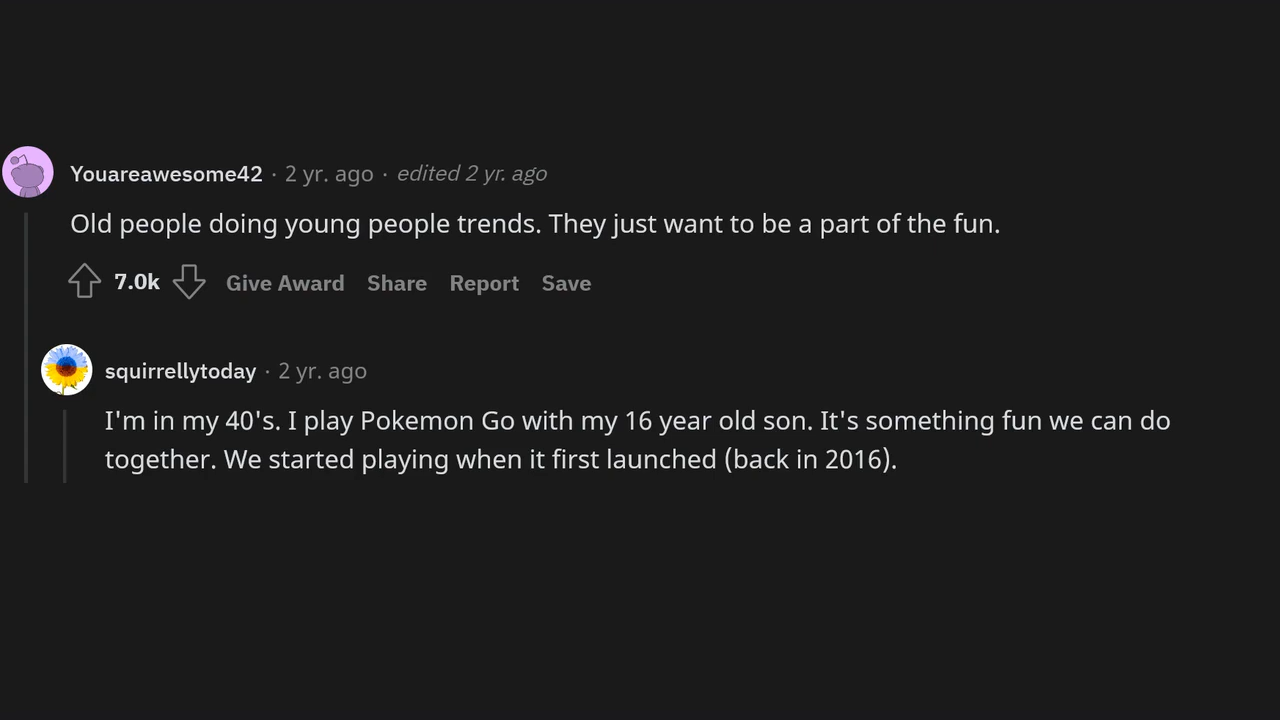 Youareawesome42 · 2 yr. ago · edited 2 yr. ago
Old people doing young people trends. They just want to be a part of the fun.
7.0k Give Award Share Report Save
squirrellytoday · 2 yr. ago
I'm in my 40's. I play Pokemon Go with my 16 year old son. It's something fun we can do
together. We started playing when it first launched (back in 2016).